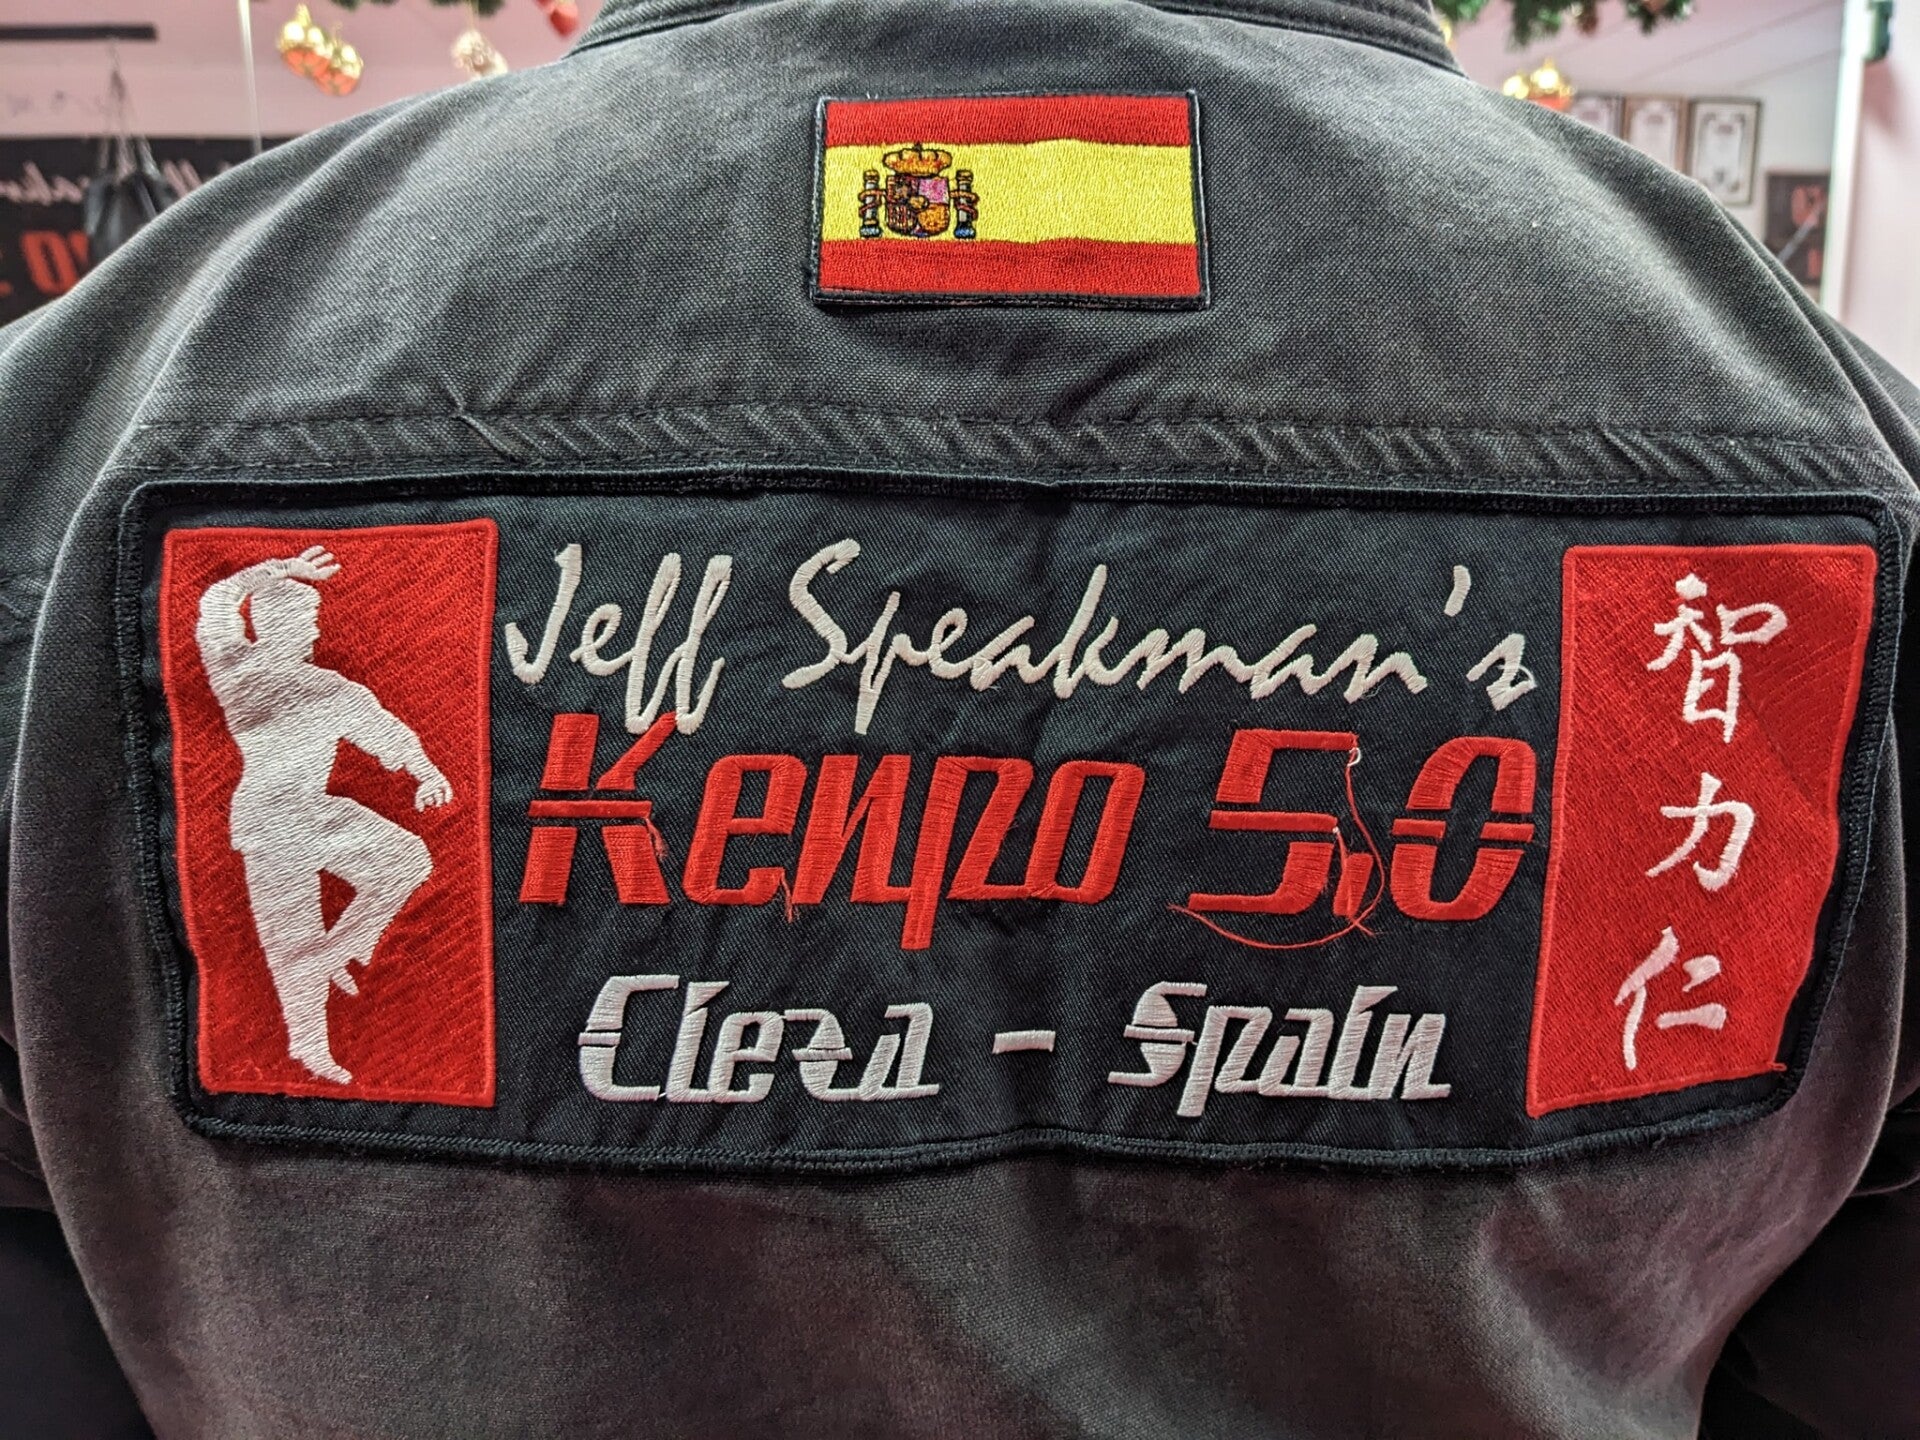 Jeff Speakman's
Kenpo 5.0
Cieza - Spain
智
力
仁